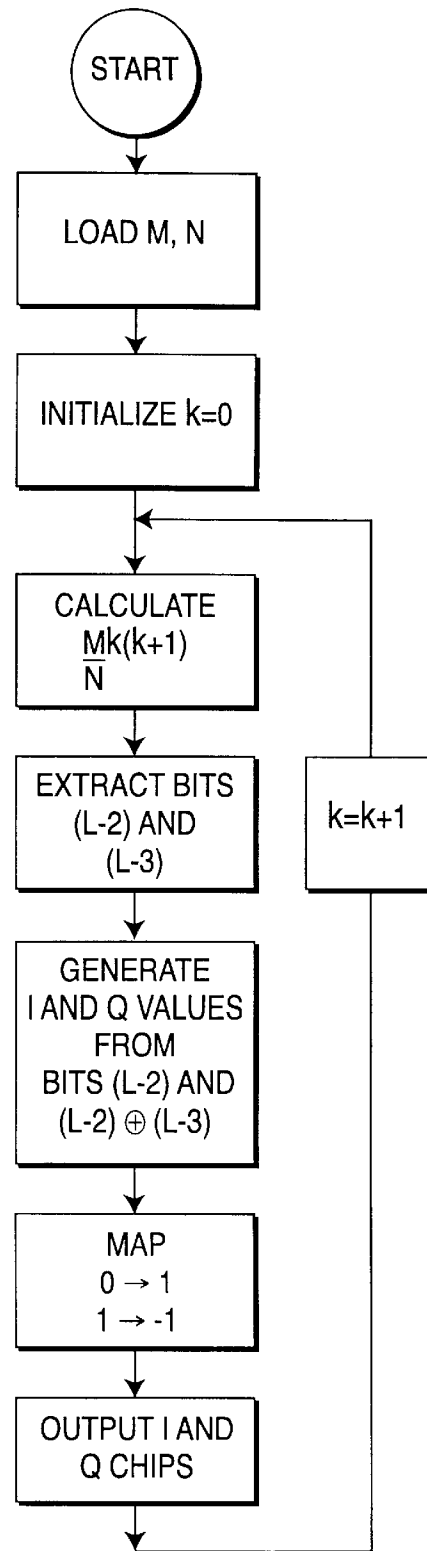 START
LOAD M, N
INITIALIZE k=0
CALCULATE
M k(k+1)
N
EXTRACT BITS
(L-2) AND
(L-3)
k=k+1
GENERATE
I AND Q VALUES
FROM
BITS (L-2) AND
(L-2) ⊕ (L-3)
MAP
0 → 1
1 → -1
OUTPUT I AND
Q CHIPS